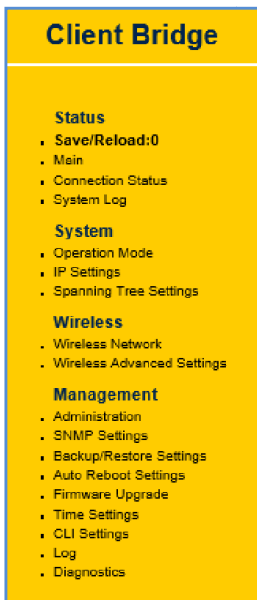 Client Bridge
Status
Save/Reload:0
Main
Connection Status
System Log
System
Operation Mode
IP Settings
Spanning Tree Settings
Wireless
Wireless Network
Wireless Advanced Settings
Management
Administration
SNMP Settings
Backup/Restore Settings
Auto Reboot Settings
Firmware Upgrade
Time Settings
CLI Settings
Log
Diagnostics